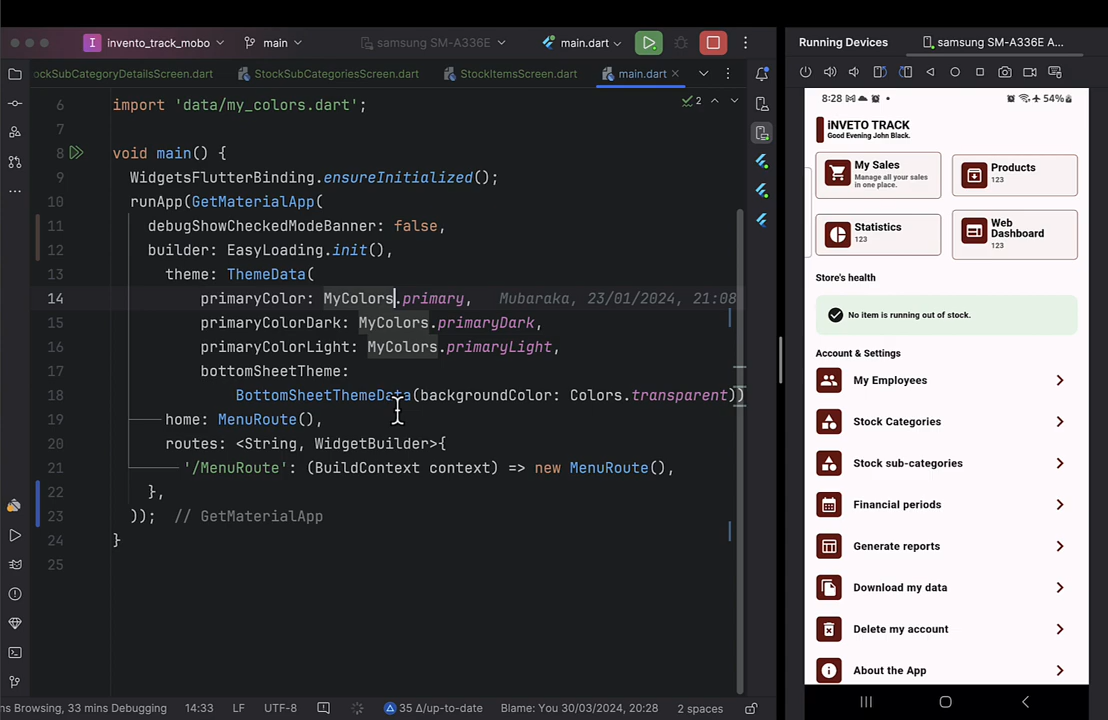 invento_track_mobo
main
samsung SM-A336E
main.dart
ockSubCategoryDetailsScreen.dart
StockSubCategoriesScreen.dart
StockItemsScreen.dart
main.dart
2
6 import 'data/my_colors.dart';
7
8 void main() {
9 WidgetsFlutterBinding.ensureInitialized();
10 runApp(GetMaterialApp(
11 debugShowCheckedModeBanner: false,
12 builder: EasyLoading.init(),
13 theme: ThemeData(
14 primaryColor: MyColors.primary, Mubaraka, 23/01/2024, 21:08
15 primaryColorDark: MyColors.primaryDark,
16 primaryColorLight: MyColors.primaryLight,
17 bottomSheetTheme:
18 BottomSheetThemeData(backgroundColor: Colors.transparent))
19 home: MenuRoute(),
20 routes: <String, WidgetBuilder>{
21 '/MenuRoute': (BuildContext context) => new MenuRoute(),
22 },
23 )); // GetMaterialApp
24 }
25
ns Browsing, 33 mins Debugging
14:33
LF
UTF-8
35 Δ/up-to-date
Blame: You 30/03/2024, 20:28
2 spaces
Running Devices
samsung SM-A336E A...
8:28
54%
iNVETO TRACK
Good Evening John Black.
My Sales
Manage all your sales
in one place.
Products
123
Statistics
123
Web
Dashboard
123
Store's health
No item is running out of stock.
Account & Settings
My Employees
Stock Categories
Stock sub-categories
Financial periods
Generate reports
Download my data
Delete my account
About the App